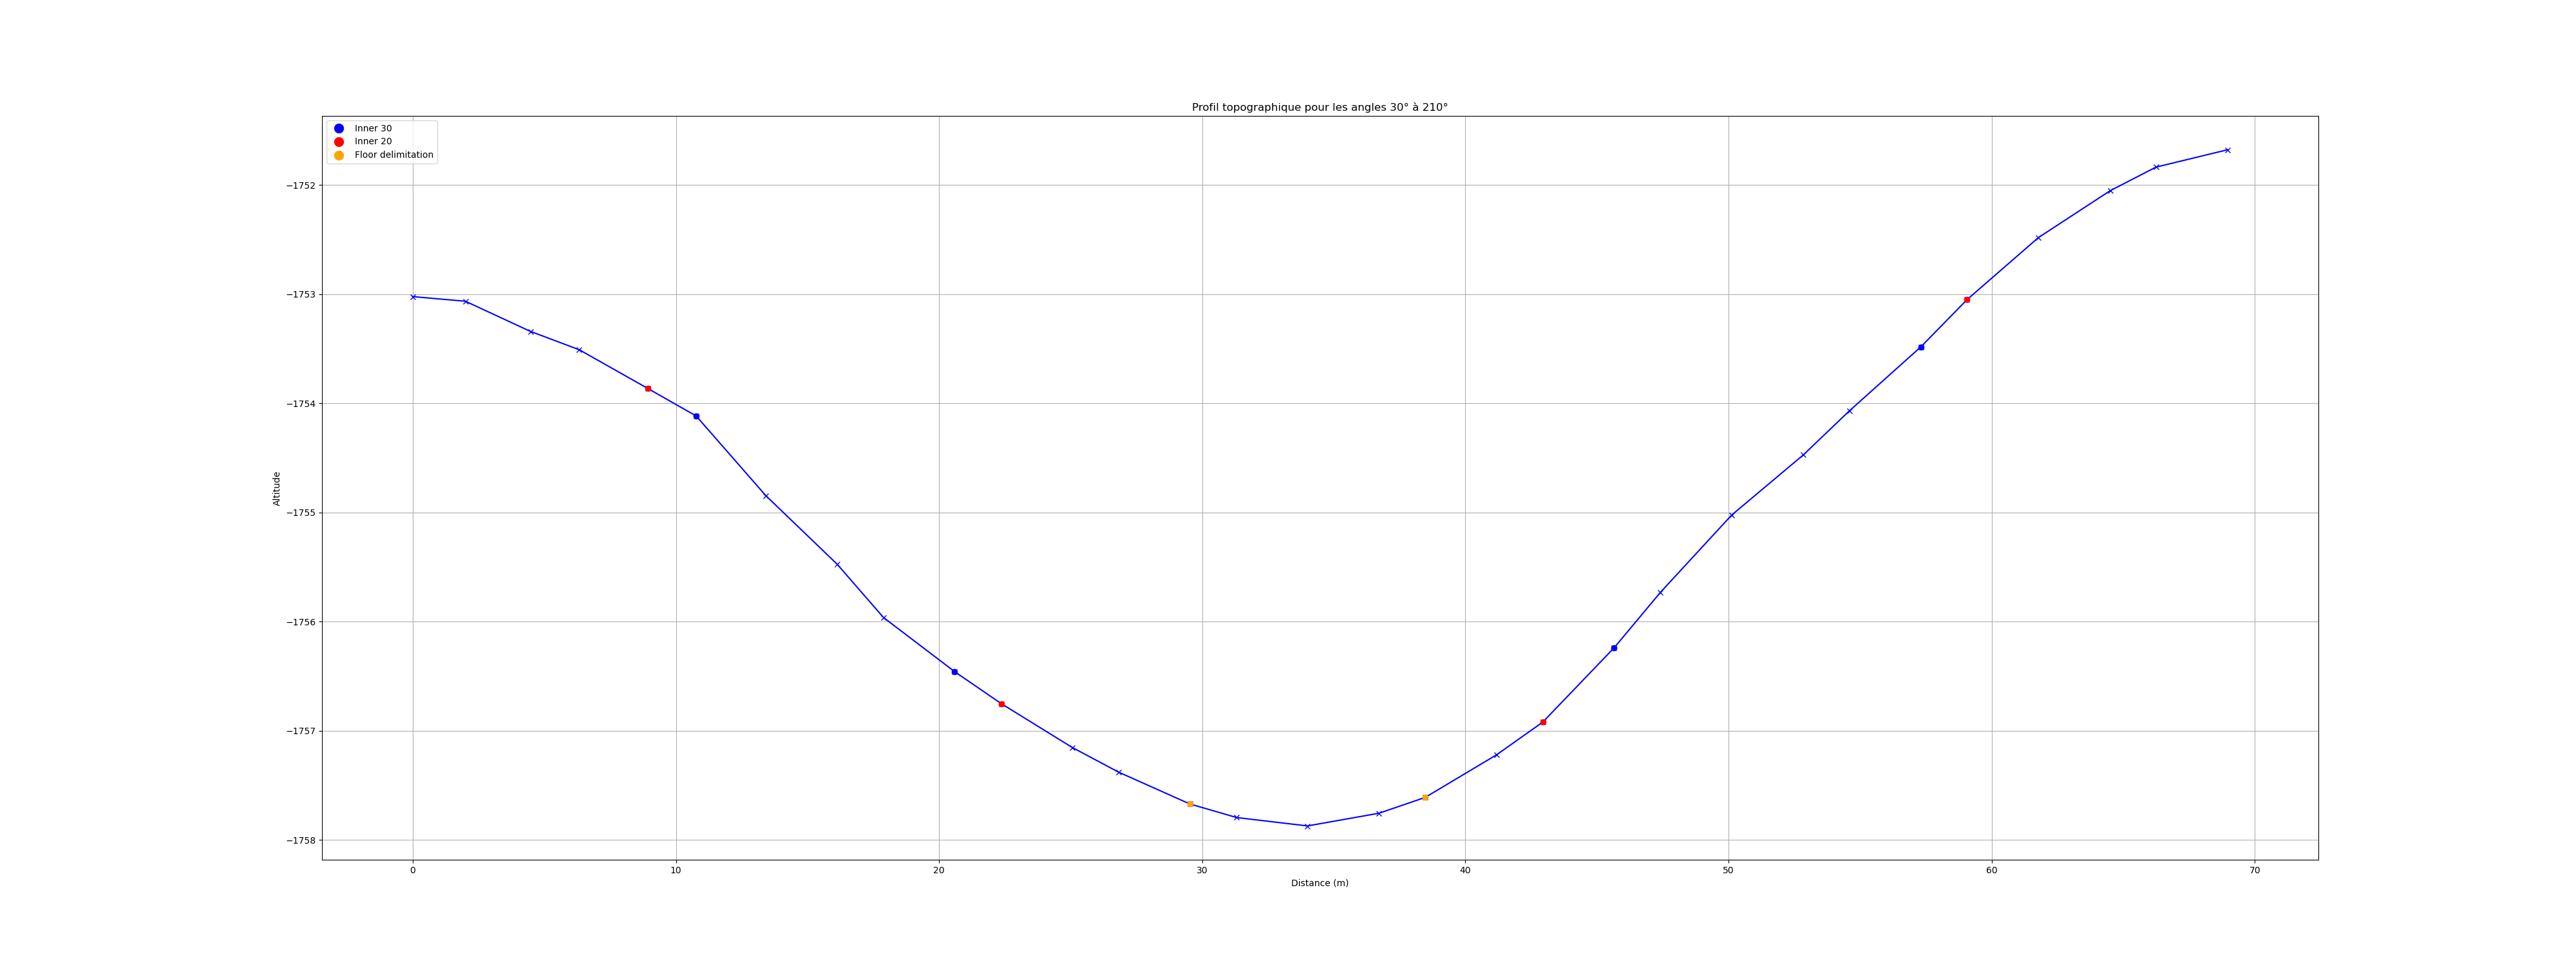 Profil topographique pour les angles 30° à 210°
Inner 30
Inner 20
Floor delimitation
−1752
−1753
−1754
−1755
−1756
−1757
−1758
Altitude
0 10 20 30 40 50 60 70
Distance (m)